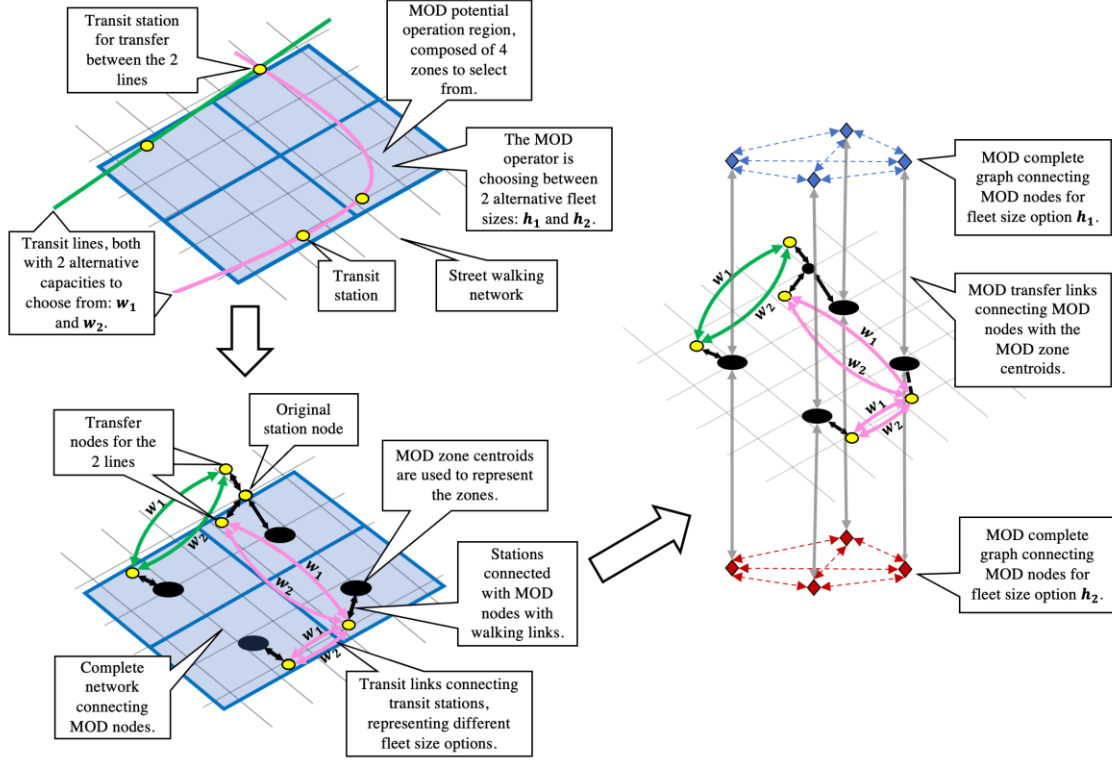 Transit station
for transfer
between the 2
lines
MOD potential
operation region,
composed of 4
zones to select
from.
The MOD
operator is
choosing between
2 alternative fleet
sizes: h₁ and h₂.
Transit lines, both
with 2 alternative
capacities to
choose from: w₁
and w₂.
Transit
station
Street walking
network
Transfer
nodes for the
2 lines
Original
station node
MOD zone centroids
are used to represent
the zones.
Stations
connected
with MOD
nodes with
walking links.
Complete
network
connecting
MOD nodes.
Transit links connecting
transit stations,
representing different
fleet size options.
w₁
w₂
w₁
w₂
w₁
w₂
MOD complete
graph connecting
MOD nodes for
fleet size option h₁.
MOD transfer links
connecting MOD
nodes with the
MOD zone
centroids.
MOD complete
graph connecting
MOD nodes for
fleet size option h₂.
w₁
w₂
w₁
w₂
w₁
w₂